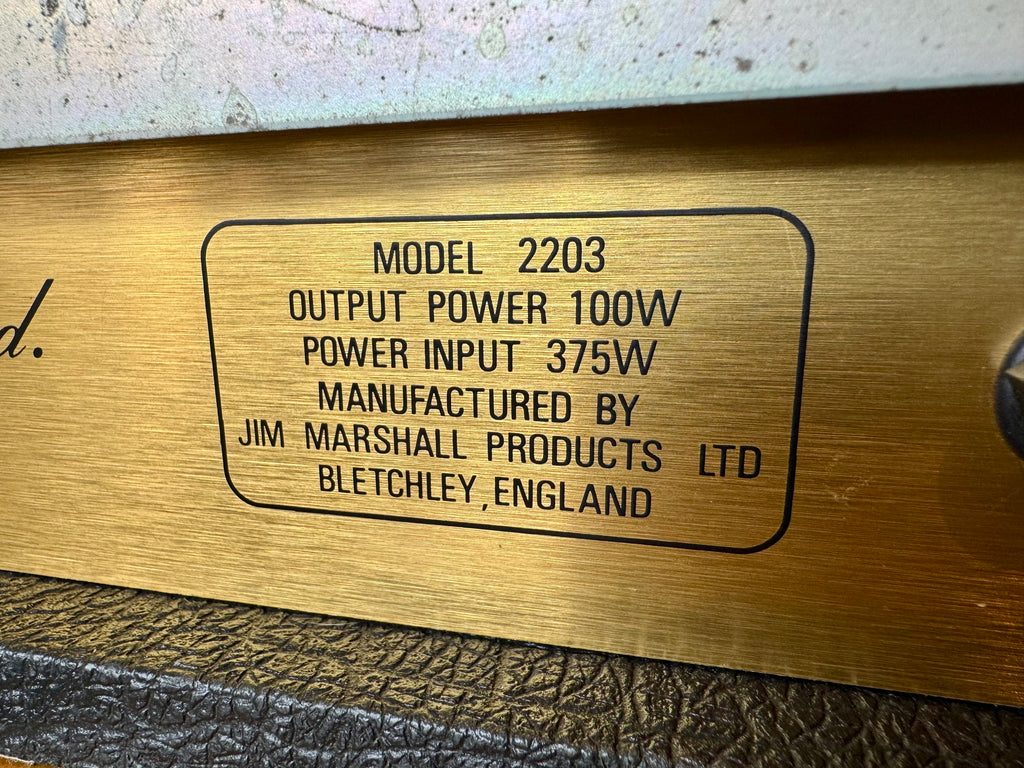 d.
MODEL 2203
OUTPUT POWER 100W
POWER INPUT 375W
MANUFACTURED BY
JIM MARSHALL PRODUCTS LTD
BLETCHLEY, ENGLAND